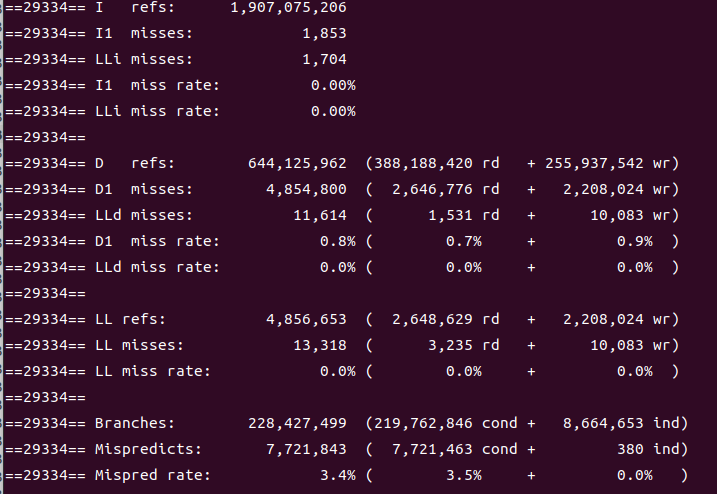 ==29334== I   refs:      1,907,075,206
==29334== I1  misses:            1,853
==29334== LLi misses:            1,704
==29334== I1  miss rate:          0.00%
==29334== LLi miss rate:          0.00%
==29334==
==29334== D   refs:        644,125,962  (388,188,420 rd   + 255,937,542 wr)
==29334== D1  misses:        4,854,800  (  2,646,776 rd   +   2,208,024 wr)
==29334== LLd misses:           11,614  (      1,531 rd   +      10,083 wr)
==29334== D1  miss rate:           0.8% (        0.7%     +         0.9%  )
==29334== LLd miss rate:           0.0% (        0.0%     +         0.0%  )
==29334==
==29334== LL refs:           4,856,653  (  2,648,629 rd   +   2,208,024 wr)
==29334== LL misses:            13,318  (      3,235 rd   +      10,083 wr)
==29334== LL miss rate:            0.0% (        0.0%     +         0.0%  )
==29334==
==29334== Branches:        228,427,499  (219,762,846 cond +   8,664,653 ind)
==29334== Mispredicts:       7,721,843  (  7,721,463 cond +         380 ind)
==29334== Mispred rate:            3.4% (        3.5%     +         0.0%   )